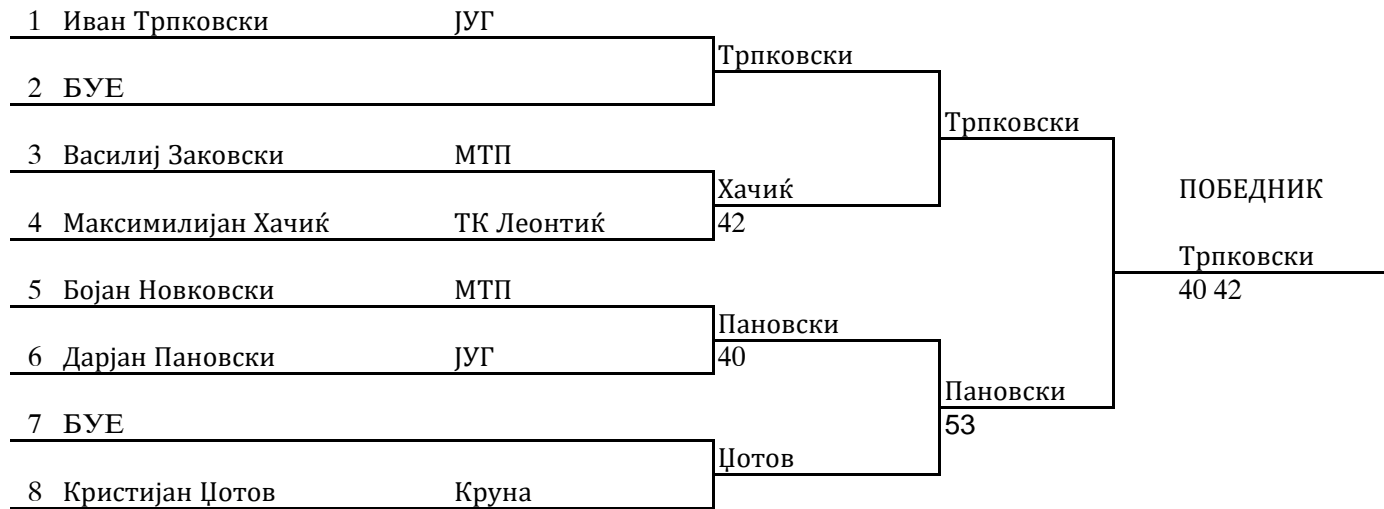 1 Иван Трпковски ЈУГ
Трпковски
2 БУЕ
Трпковски
3 Василиј Заковски МТП
Хачиќ ПОБЕДНИК
4 Максимилијан Хачиќ ТК Леонтиќ 42
Трпковски
5 Бојан Новковски МТП 40 42
Пановски
6 Дарјан Пановски ЈУГ 40
Пановски
7 БУЕ 53
Џотов
8 Кристијан Џотов Круна